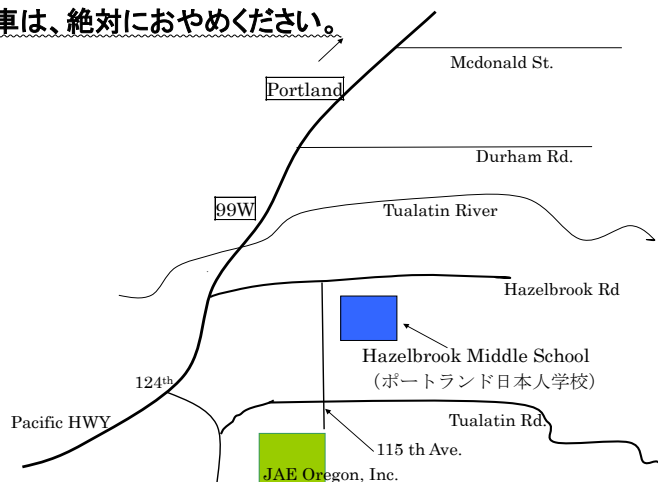 車は、絶対におやめください。
Mcdonald St.
Portland
Durham Rd.
99W
Tualatin River
Hazelbrook Rd
Hazelbrook Middle School
（ポートランド日本人学校）
124th
Pacific HWY
Tualatin Rd.
115 th Ave.
JAE Oregon, Inc.